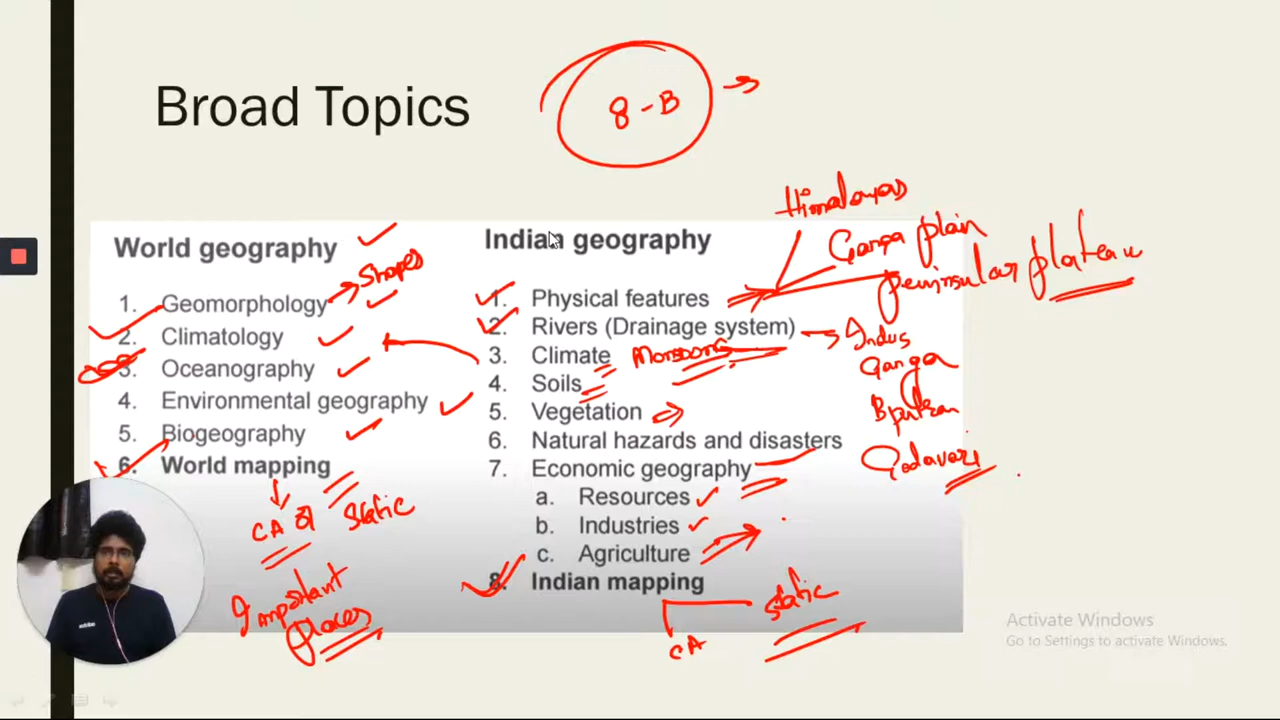 Broad Topics
8-B
World geography
Shapes
1. Geomorphology
2. Climatology
3. Oceanography
4. Environmental geography
5. Biogeography
6. World mapping
CA
Static
Important
places
Indian geography
1. Physical features
Himalayas
Ganga plain
peninsular plateau
2. Rivers (Drainage system)
Indus
Ganga
Godavari
3. Climate Monsoons
4. Soils
5. Vegetation
6. Natural hazards and disasters
7. Economic geography
a. Resources
b. Industries
c. Agriculture
8. Indian mapping
Static
CA
Activate Windows
Go to Settings to activate Windows.